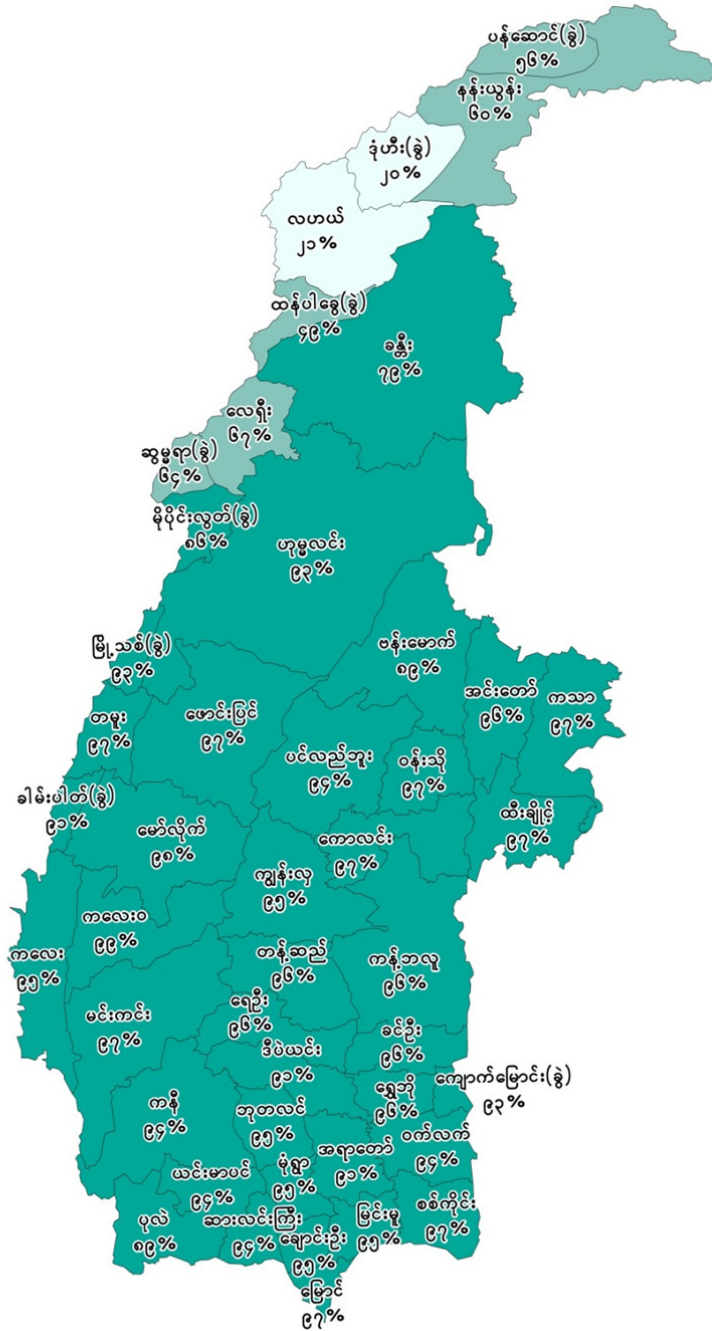 ပန်ဆောင်(ခွဲ)
၅၆%
နန်းယွန်း
၆၀%
ဒုံဟီး(ခွဲ)
၂၀%
လဟယ်
၂၁%
ထန်ပါခွေ(ခွဲ)
၄၉%
ခန္တီး
၇၉%
လေရှီး
၆၇%
ဆွမ္မရာ(ခွဲ)
၆၄%
မိုပိုင်းလွတ်(ခွဲ)
၈၆%
ဟုမ္မလင်း
၉၃%
မြို့သစ်(ခွဲ)
၉၃%
ဗန်းမောက်
၈၉%
အင်းတော်
၉၆%
ကသာ
၉၇%
တမူး
၉၇%
ဖောင်းပြင်
၉၇%
ပင်လည်ဘူး
၉၄%
ဝန်းသို
၉၇%
ခါမ်းပါတ်(ခွဲ)
၉၁%
မော်လိုက်
၉၈%
ကောလင်း
၉၇%
ထီးချိုင့်
၉၇%
ကျွန်းလှ
၉၅%
ကလေးဝ
၉၉%
ကလေး
၉၅%
တန့်ဆည်
၉၆%
ကန့်ဘလူ
၉၆%
မင်းကင်း
၉၇%
ရေဦး
၉၆%
ဒီပဲယင်း
၉၁%
ခင်ဦး
၉၆%
ကျောက်မြောင်း(ခွဲ)
၉၃%
ရွှေဘို
၉၆%
ကနီ
၉၄%
ဘုတလင်
၉၅%
အရာတော်
၉၁%
ဝက်လက်
၉၄%
မုံရွာ
၉၅%
ယင်းမာပင်
၉၄%
ပုလဲ
၈၉%
ဆားလင်းကြီး
၉၄%
ချောင်းဦး
၉၅%
မြင်းမူ
၉၅%
စစ်ကိုင်း
၉၇%
မြောင်
၉၇%